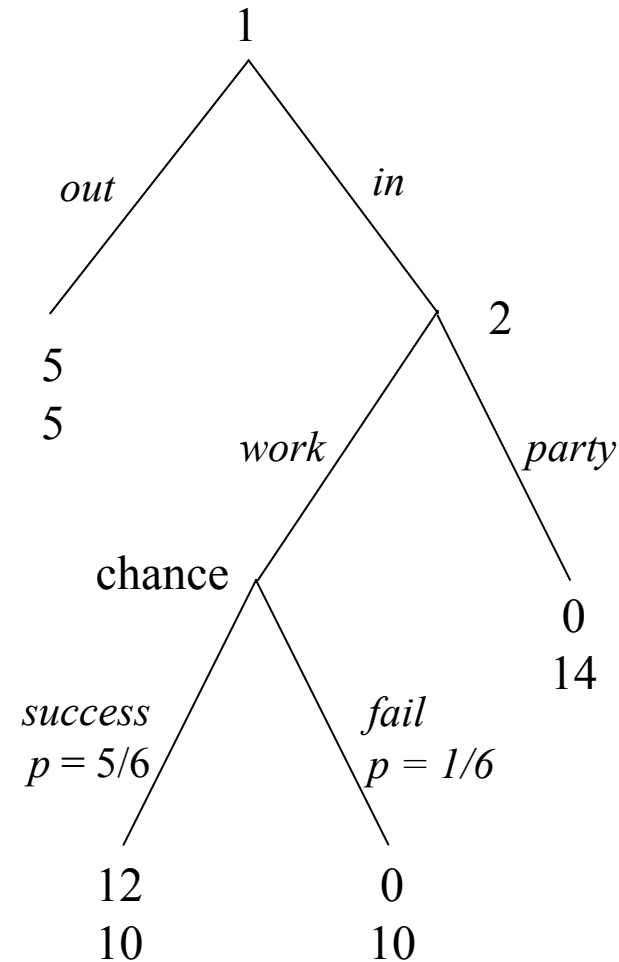 1
out
in
2
5
5
work
party
chance
0
14
success
p = 5/6
fail
p = 1/6
12
10
0
10